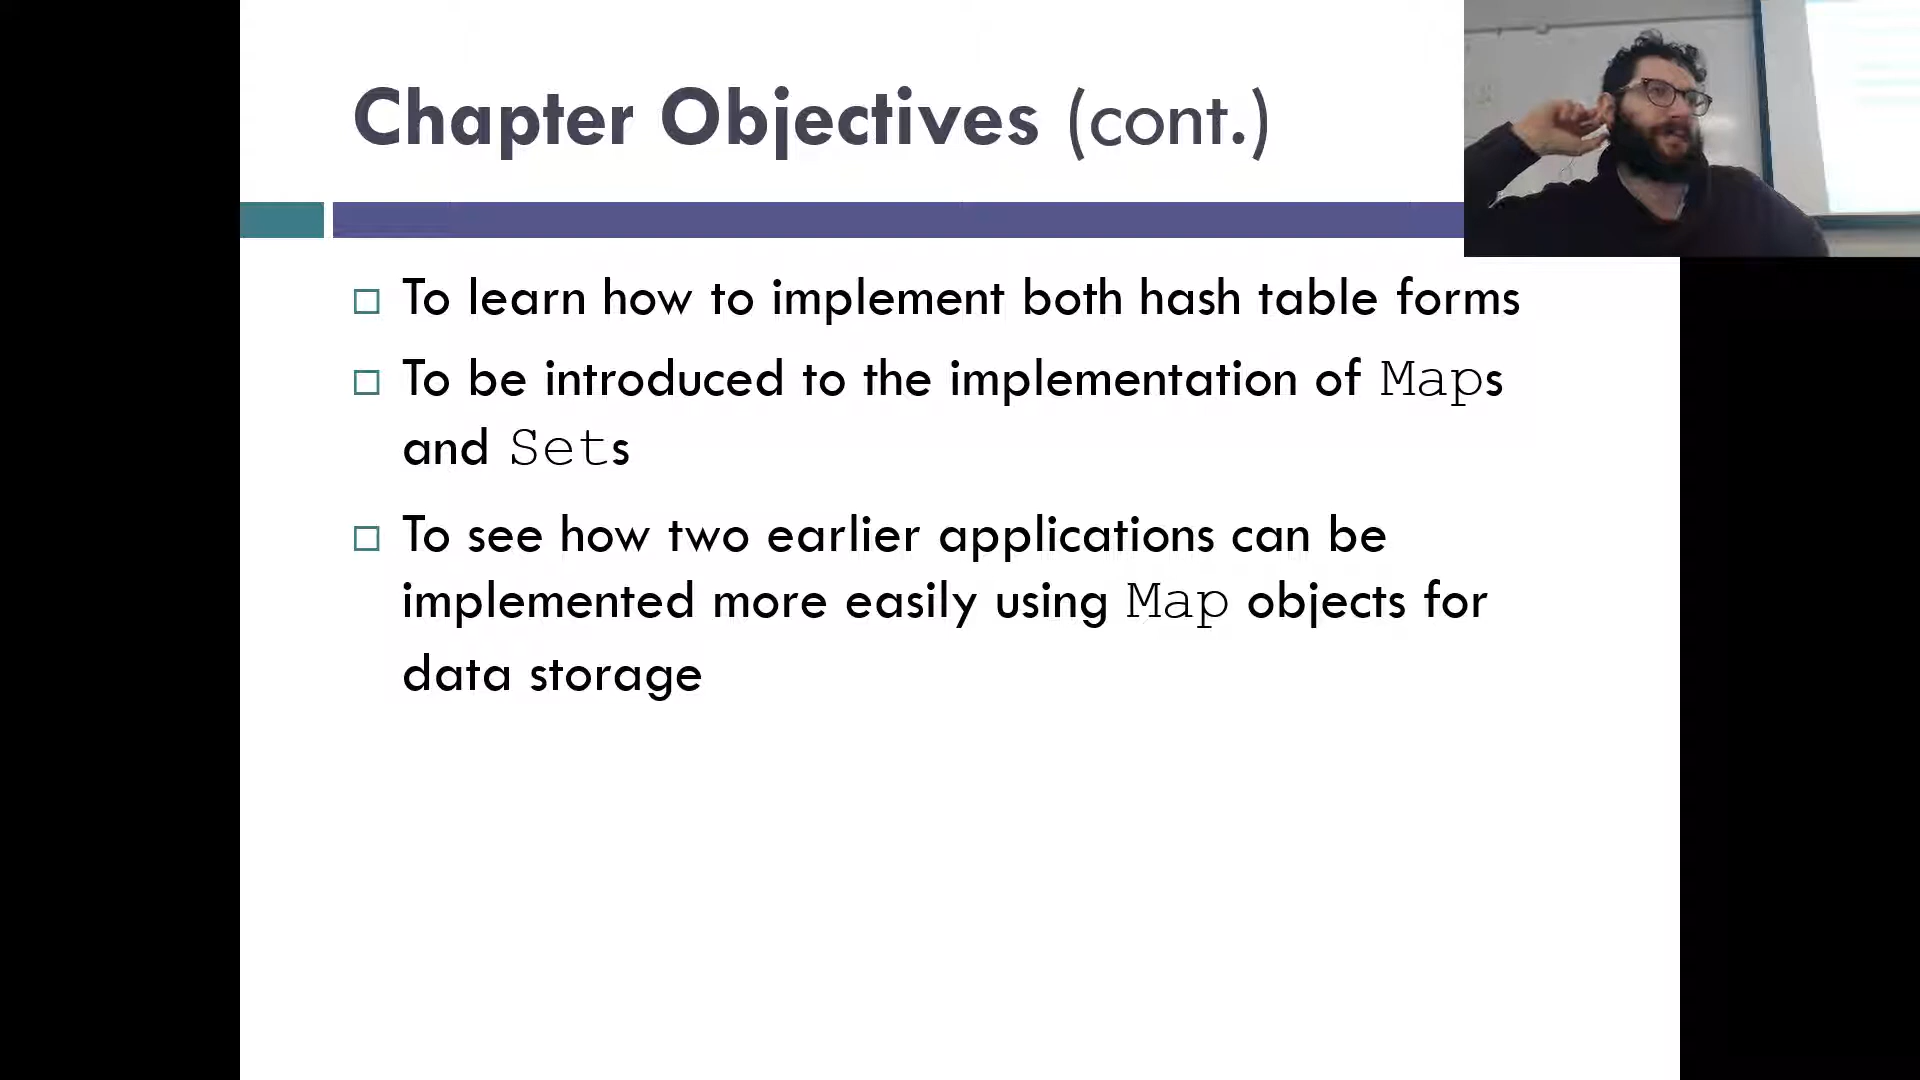 Chapter Objectives (cont.)
To learn how to implement both hash table forms
To be introduced to the implementation of Maps
and Sets
To see how two earlier applications can be
implemented more easily using Map objects for
data storage